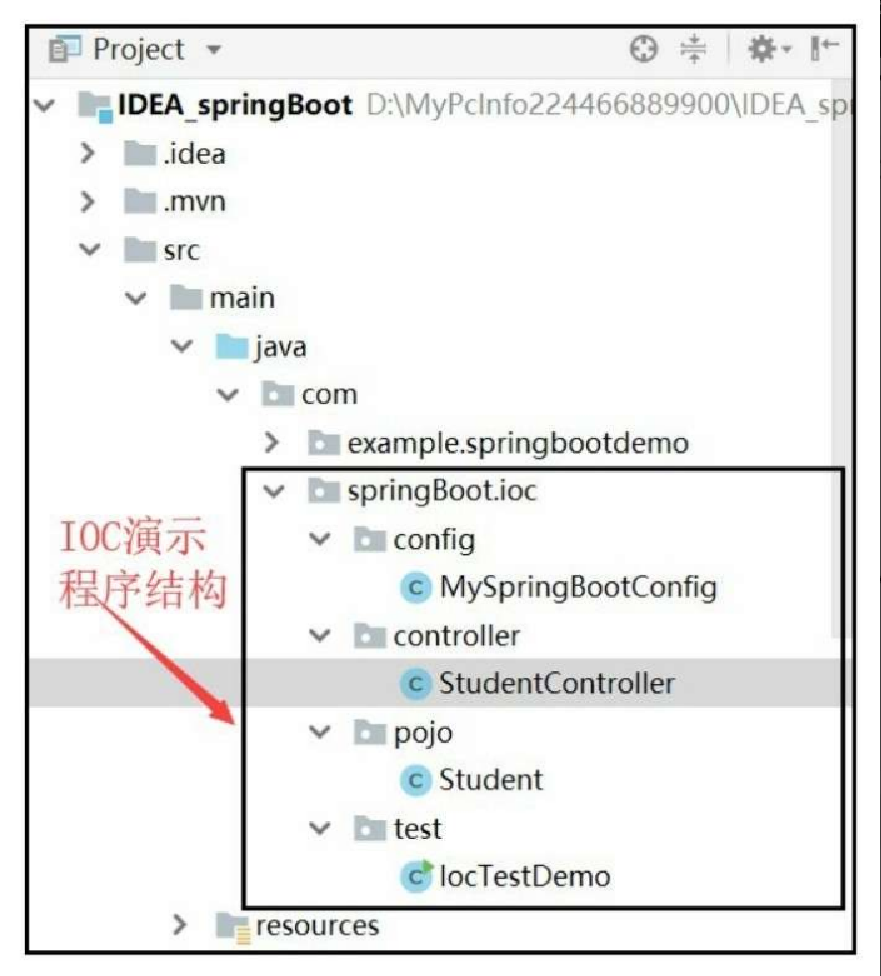 Project
IDEA_springBoot D:\MyPcInfo224466889900\IDEA_spr
.idea
.mvn
src
main
java
com
example.springbootdemo
springBoot.ioc
config
MySpringBootConfig
controller
StudentController
pojo
Student
test
IocTestDemo
resources
IOC演示
程序结构